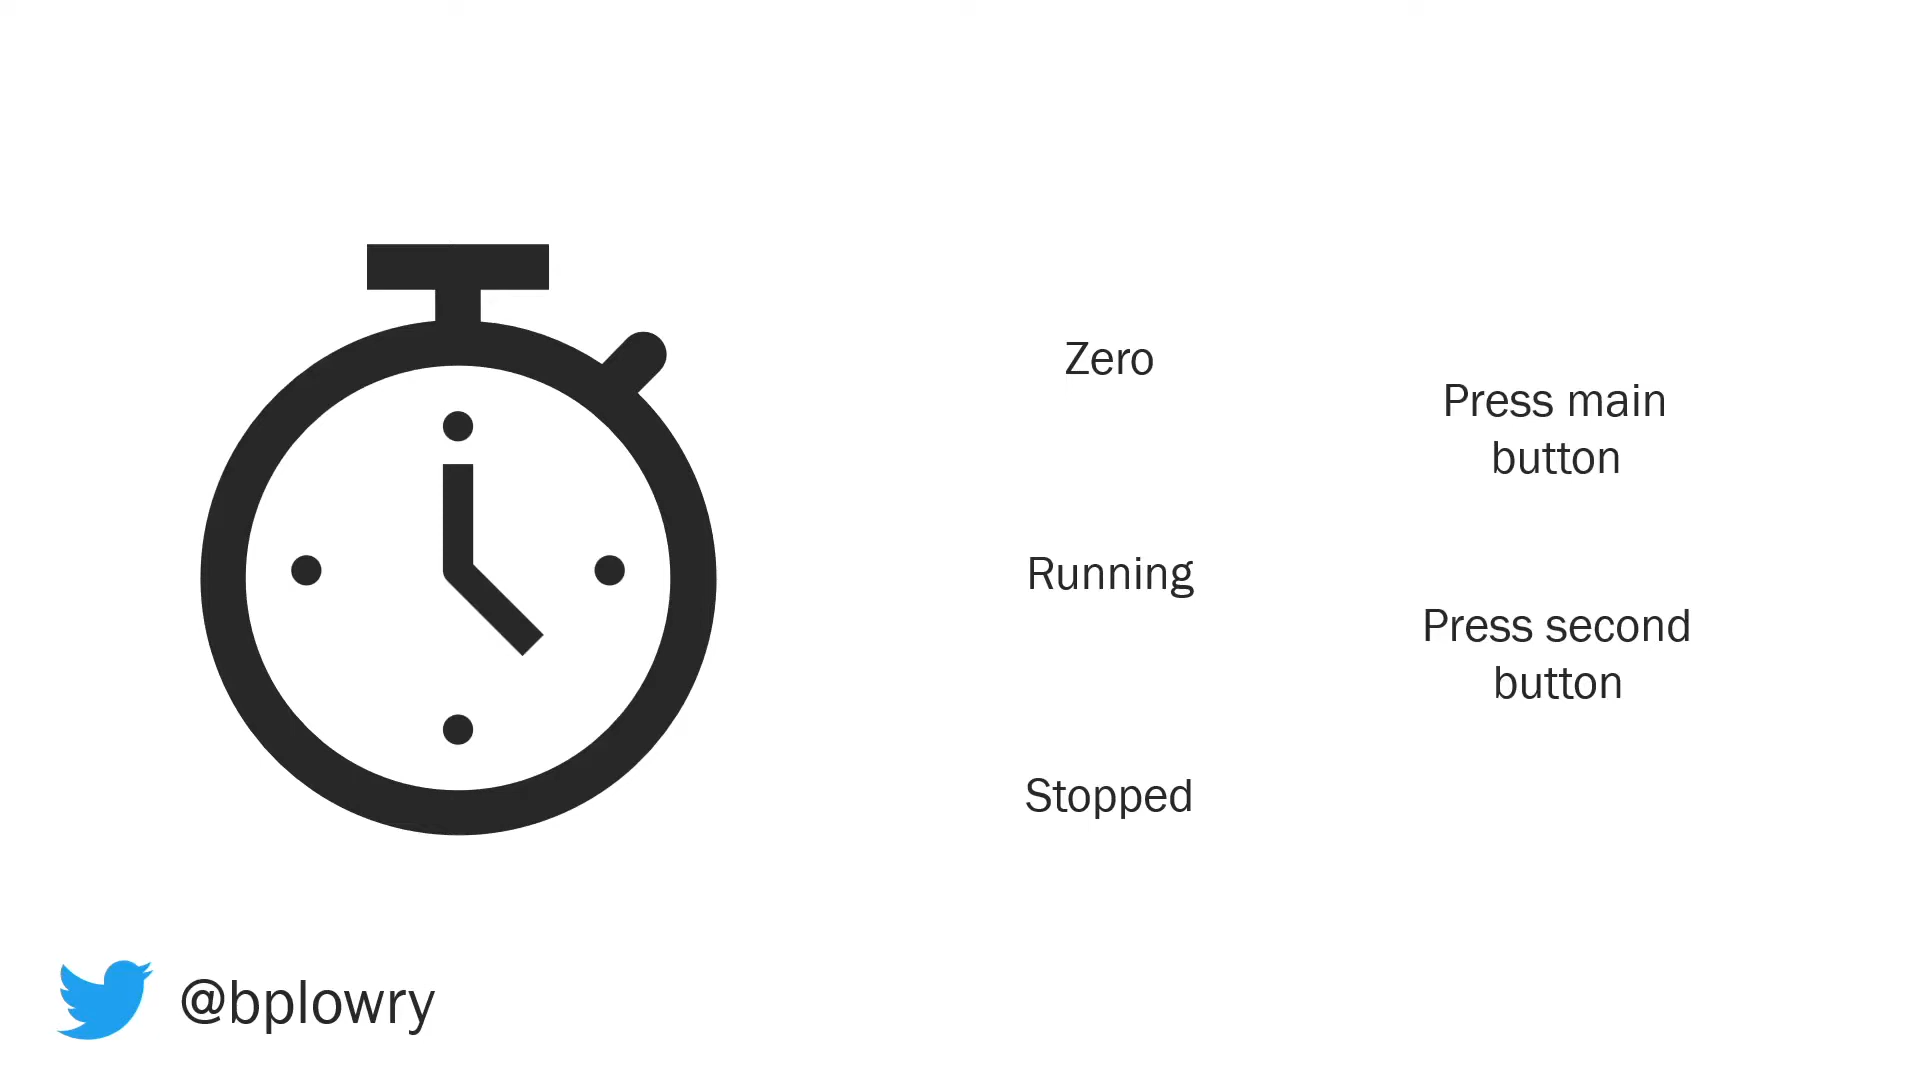 Zero
Running
Stopped
Press main
button
Press second
button
@bplowry